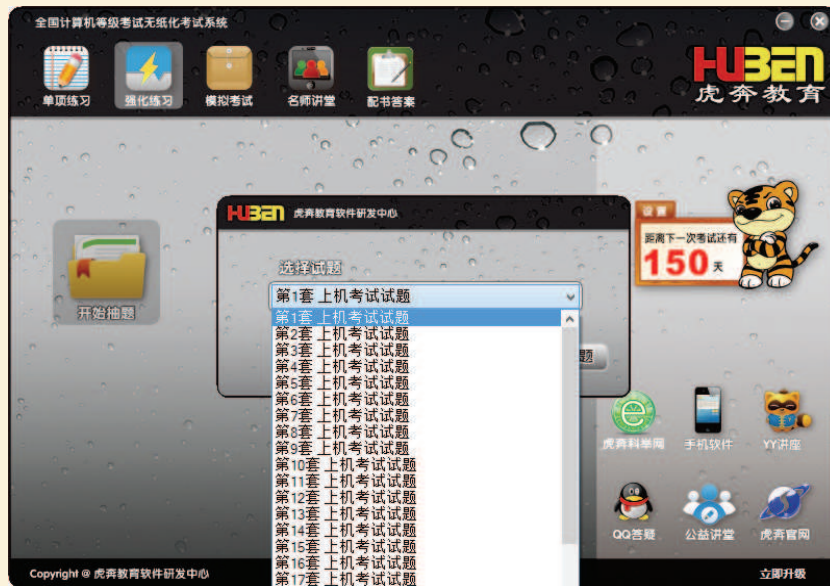 全国计算机等级考试无纸化考试系统
单项练习
强化练习
模拟考试
名师讲堂
配书答案
HUBEN
虎奔教育
HUBEN 虎奔教育软件研发中心
设置
距离下一次考试还有
150 天
开始抽题
选择试题
第1套 上机考试试题
第1套 上机考试试题
第2套 上机考试试题
第3套 上机考试试题
第4套 上机考试试题
第5套 上机考试试题
第6套 上机考试试题
第7套 上机考试试题
第8套 上机考试试题
第9套 上机考试试题
第10套 上机考试试题
第11套 上机考试试题
第12套 上机考试试题
第13套 上机考试试题
第14套 上机考试试题
第15套 上机考试试题
第16套 上机考试试题
第17套 上机考试试题
题
虎奔科举网
手机软件
YY讲座
QQ答疑
公益讲堂
虎奔官网
Copyright @ 虎奔教育软件研发中心
立即升级